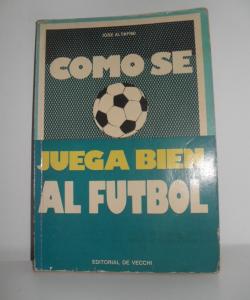 JOSE ALTAFINI
COMO SE
JUEGA BIEN
AL FUTBOL
EDITORIAL DE VECCHI